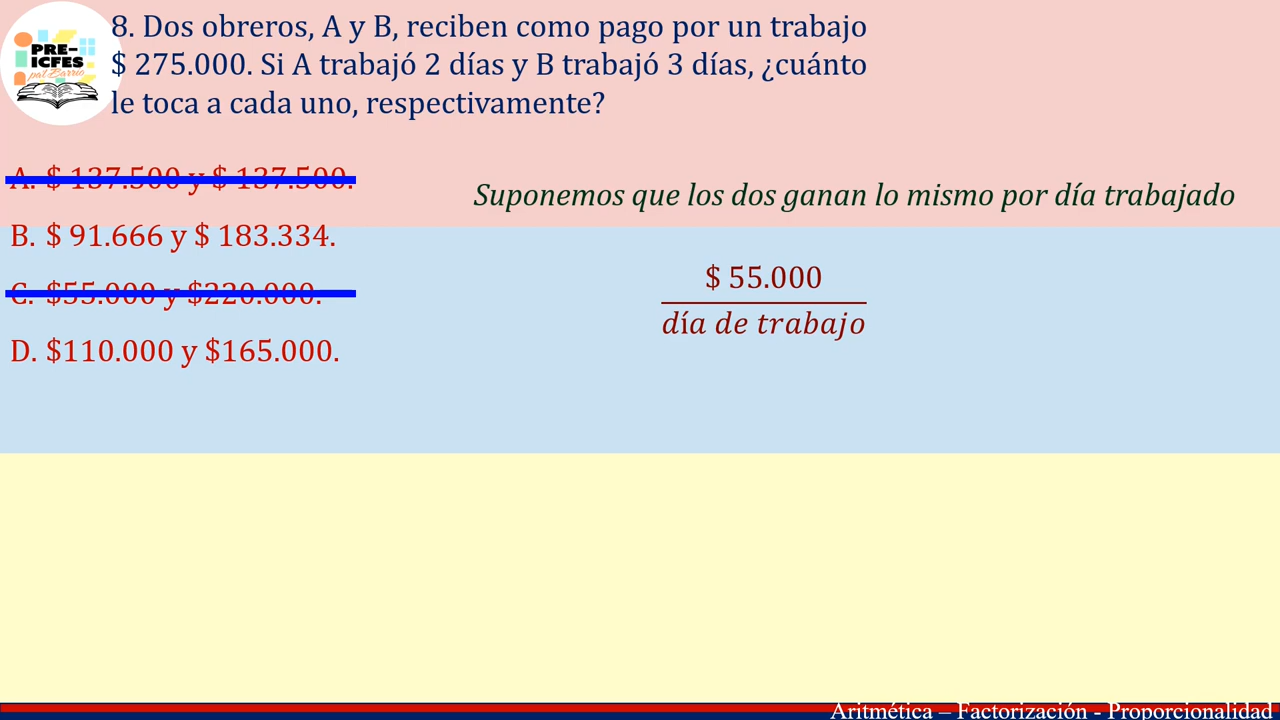 PRE-
ICFES
pal Barrio
8. Dos obreros, A y B, reciben como pago por un trabajo
$ 275.000. Si A trabajó 2 días y B trabajó 3 días, ¿cuánto
le toca a cada uno, respectivamente?
A. $ 137.500 y $ 137.500.
Suponemos que los dos ganan lo mismo por día trabajado
B. $ 91.666 y $ 183.334.
C. $55.000 y $220.000.
$ 55.000
día de trabajo
D. $110.000 y $165.000.
Aritmética – Factorización - Proporcionalidad